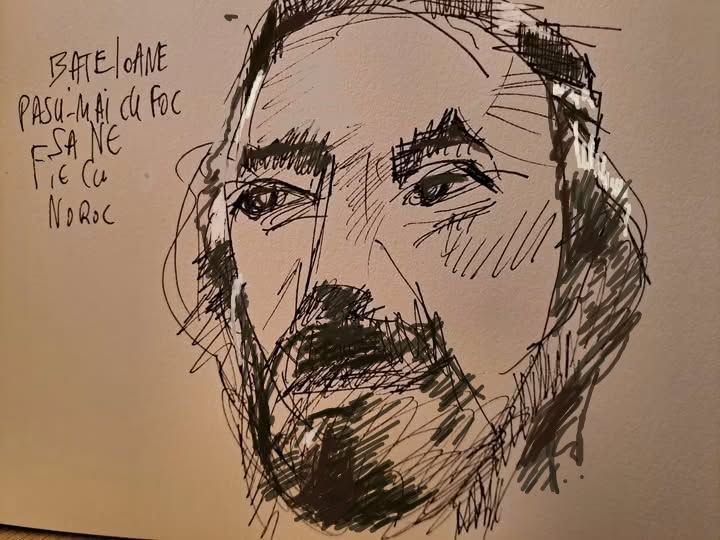 BATE IOANE
PASU-MAI CU FOC
SA NE
FIE CU
NOROC